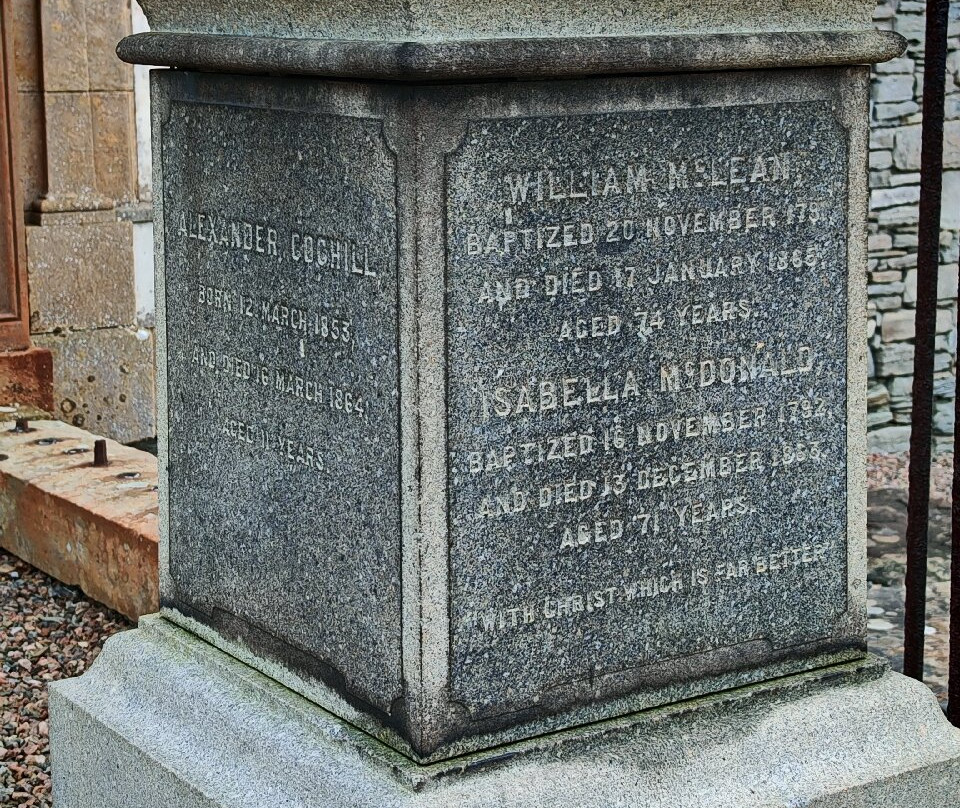 ALEXANDER COGHILL
BORN 12 MARCH 1853,
AND DIED 16 MARCH 1864,
AGED 11 YEARS.
WILLIAM McLEAN,
BAPTIZED 20 NOVEMBER
AND DIED 17 JANUARY 1865,
AGED 74 YEARS.
ISABELLA McDONALD,
BAPTIZED 16 NOVEMBER 1792,
AND DIED 13 DECEMBER 1863,
AGED 71 YEARS.
"WITH CHRIST WHICH IS FAR BETTER"